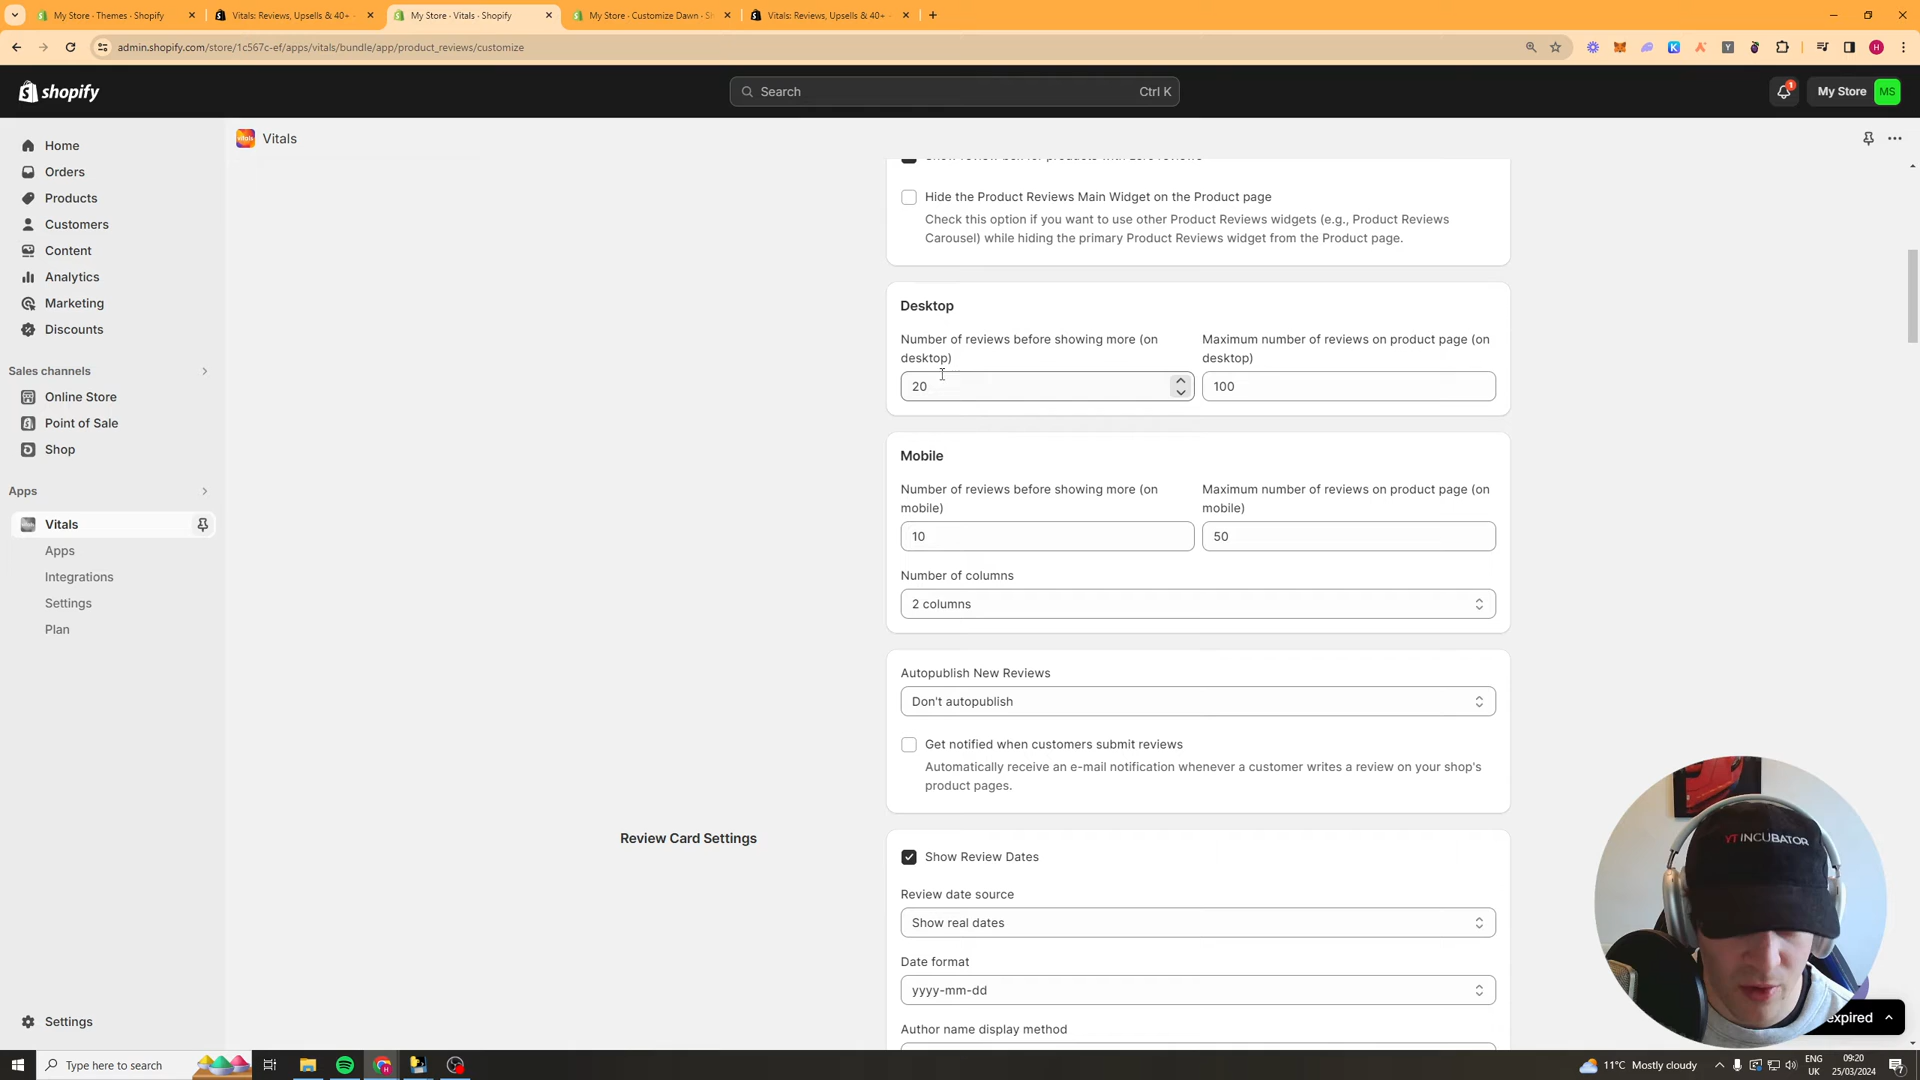 My Store · Themes · Shopify
Vitals: Reviews, Upsells & 40+
My Store · Vitals · Shopify
My Store · Customize Dawn · Sh
Vitals: Reviews, Upsells & 40+
admin.shopify.com/store/1c567c-ef/apps/vitals/bundle/app/product_reviews/customize
shopify
Search
Ctrl K
1
My Store
MS
Home
Orders
Products
Customers
Content
Analytics
Marketing
Discounts
Sales channels
Online Store
Point of Sale
Shop
Apps
Vitals
Apps
Integrations
Settings
Plan
Settings
Vitals
Show review box for products with zero reviews
Hide the Product Reviews Main Widget on the Product page
Check this option if you want to use other Product Reviews widgets (e.g., Product Reviews
Carousel) while hiding the primary Product Reviews widget from the Product page.
Desktop
Number of reviews before showing more (on
desktop)
20
Maximum number of reviews on product page (on
desktop)
100
Mobile
Number of reviews before showing more (on
mobile)
10
Maximum number of reviews on product page (on
mobile)
50
Number of columns
2 columns
Autopublish New Reviews
Don't autopublish
Get notified when customers submit reviews
Automatically receive an e-mail notification whenever a customer writes a review on your shop's
product pages.
Review Card Settings
Show Review Dates
Review date source
Show real dates
Date format
yyyy-mm-dd
Author name display method
YT INCUBATOR
expired
Type here to search
11°C Mostly cloudy
ENG
UK
09:20
25/03/2024